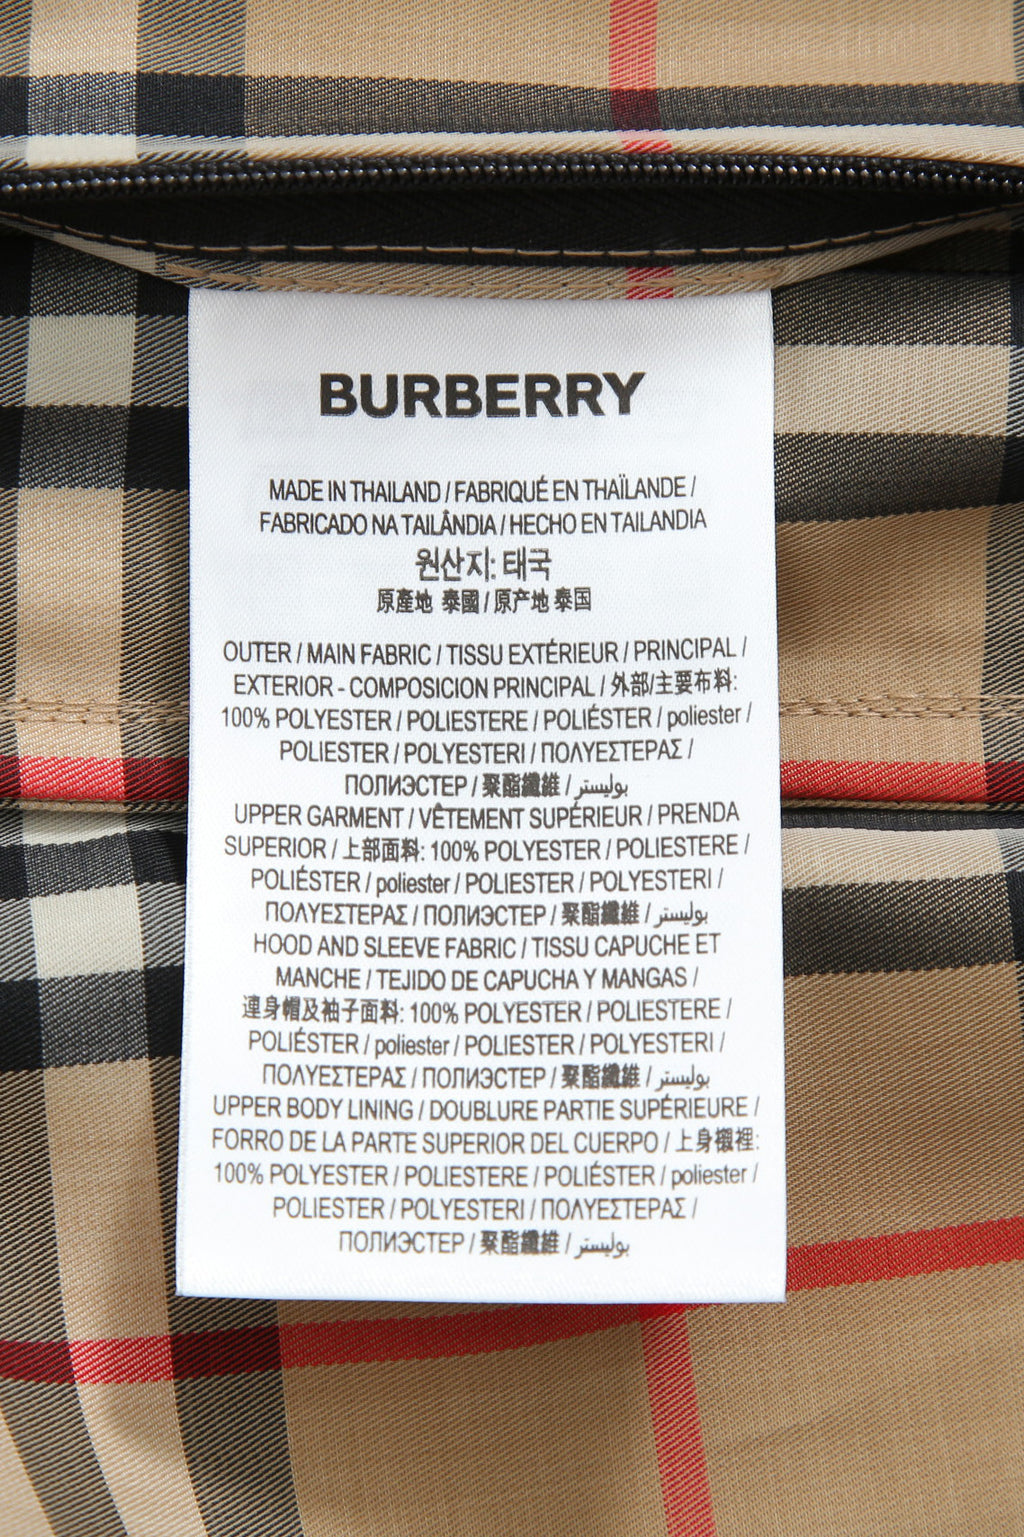 BURBERRY
MADE IN THAILAND / FABRIQUÉ EN THAÏLANDE /
FABRICADO NA TAILÂNDIA / HECHO EN TAILANDIA
원산지: 태국
原產地 泰國 / 原产地 泰国
OUTER / MAIN FABRIC / TISSU EXTÉRIEUR / PRINCIPAL /
EXTERIOR - COMPOSICION PRINCIPAL / 外部/主要布料:
100% POLYESTER / POLIESTERE / POLIÉSTER / poliester /
POLIESTER / POLYESTERI / ΠΟΛΥΕΣΤΕΡΑΣ /
ПОЛИЭСТЕР / 聚酯纖維 / بوليستر
UPPER GARMENT / VÊTEMENT SUPÉRIEUR / PRENDA
SUPERIOR / 上部面料: 100% POLYESTER / POLIESTERE /
POLIÉSTER / poliester / POLIESTER / POLYESTERI /
ΠΟΛΥΕΣΤΕΡΑΣ / ПОЛИЭСТЕР / 聚酯纖維 / بوليستر
HOOD AND SLEEVE FABRIC / TISSU CAPUCHE ET
MANCHE / TEJIDO DE CAPUCHA Y MANGAS /
連身帽及袖子面料: 100% POLYESTER / POLIESTERE /
POLIÉSTER / poliester / POLIESTER / POLYESTERI /
ΠΟΛΥΕΣΤΕΡΑΣ / ПОЛИЭСТЕР / 聚酯纖維 / بوليستر
UPPER BODY LINING / DOUBLURE PARTIE SUPÉRIEURE /
FORRO DE LA PARTE SUPERIOR DEL CUERPO / 上身襯裡:
100% POLYESTER / POLIESTERE / POLIÉSTER / poliester /
POLIESTER / POLYESTERI / ΠΟΛΥΕΣΤΕΡΑΣ /
ПОЛИЭСТЕР / 聚酯纖維 / بوليستر